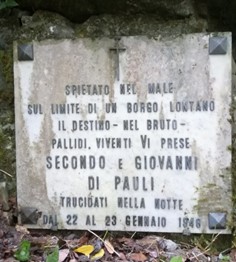 SPIETATO NEL MALE
SUL LIMITE DI UN BORGO LONTANO
IL DESTINO - NEL BRUTO -
PALLIDI, VIVENTI VI PRESE
SECONDO E GIOVANNI
DI PAULI
TRUCIDATI NELLA NOTTE
DAL 22 AL 23 GENNAIO 1946